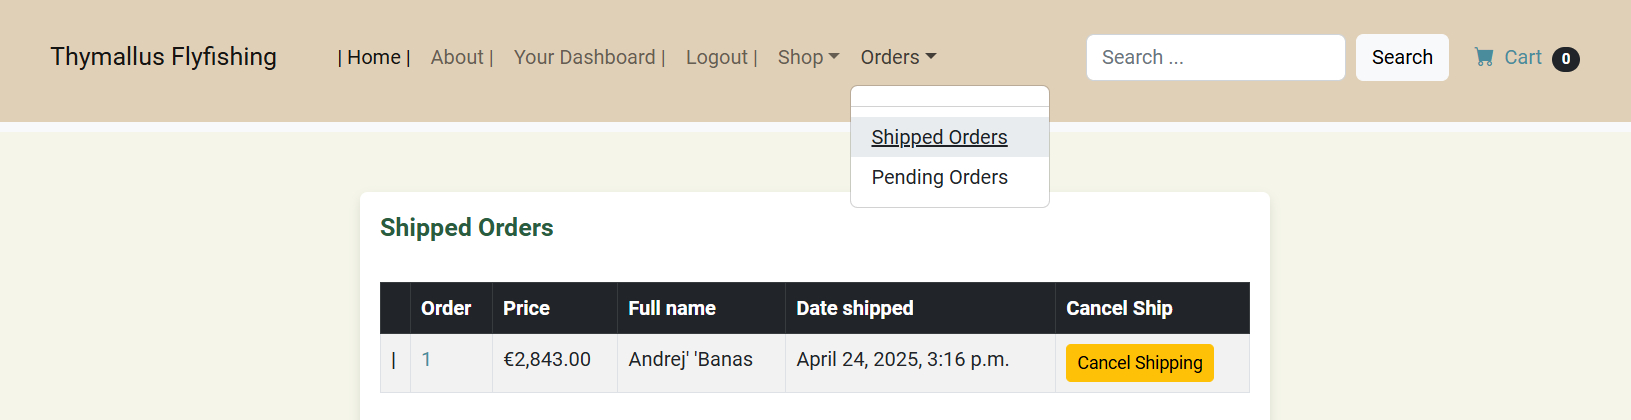 Thymallus Flyfishing | Home | About | Your Dashboard | Logout | Shop Orders Search ... Search Cart 0
Shipped Orders
Pending Orders
Shipped Orders
Order Price Full name Date shipped Cancel Ship
| 1 €2,843.00 Andrej' 'Banas April 24, 2025, 3:16 p.m. Cancel Shipping